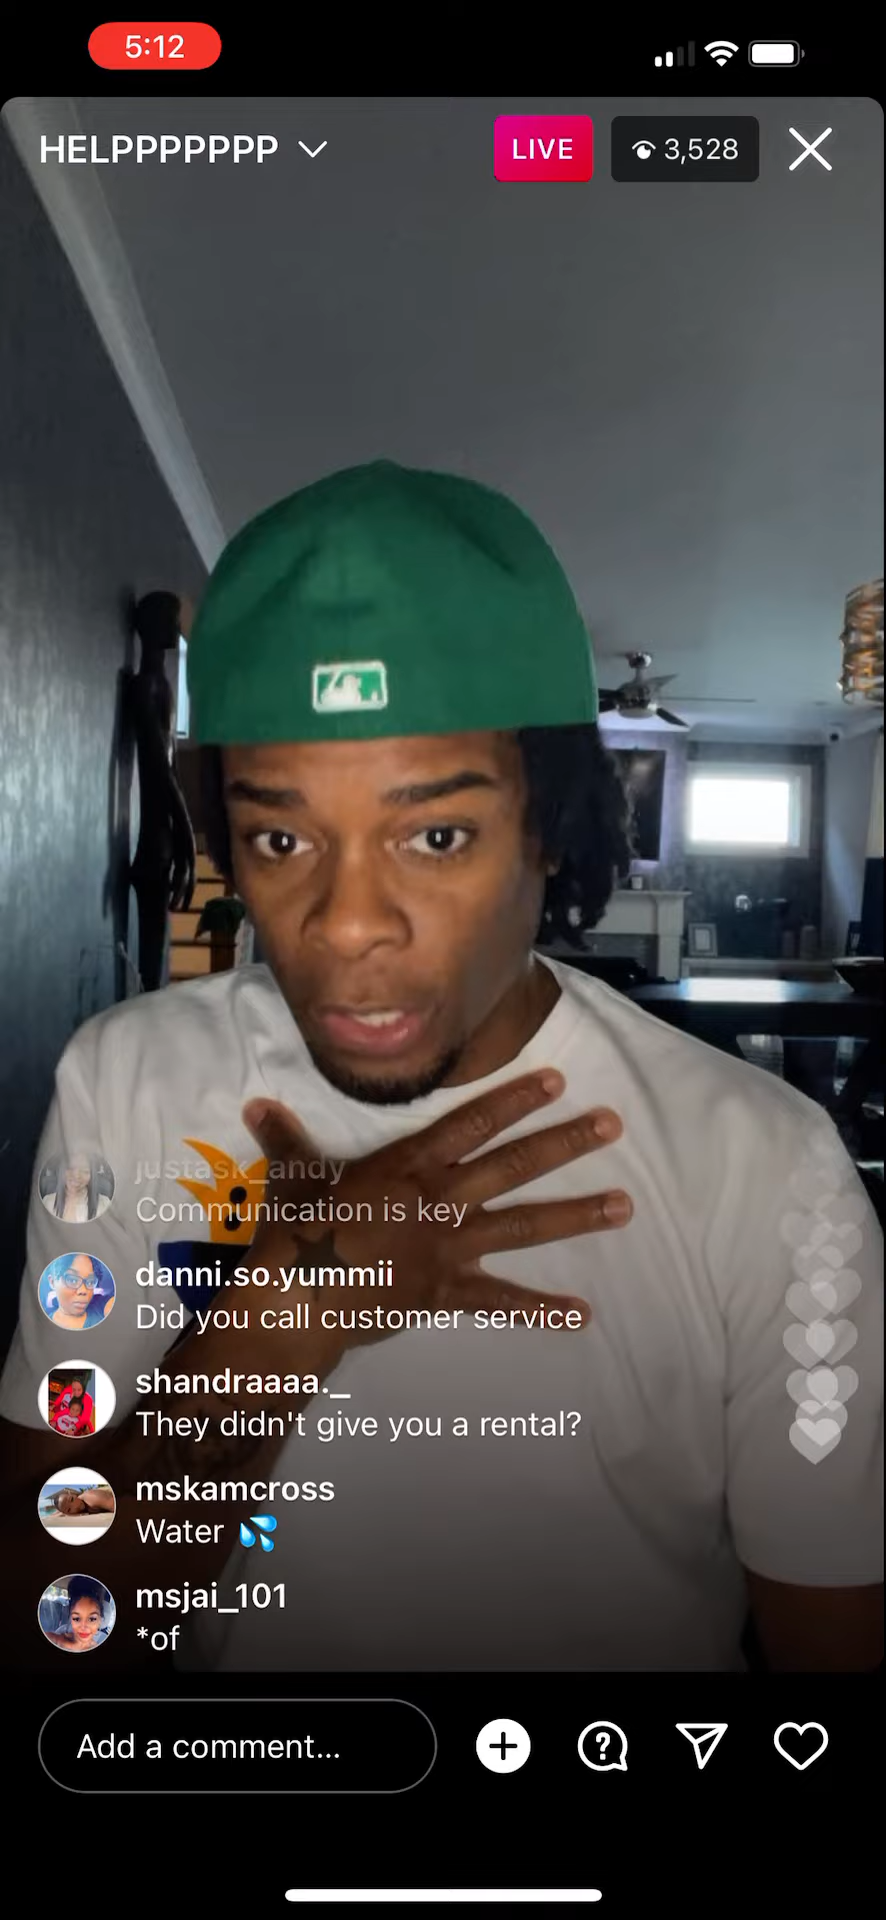 5:12
HELPPPPPPP
LIVE
3,528
justask_andy
Communication is key
danni.so.yummii
Did you call customer service
shandraaaa._
They didn't give you a rental?
mskamcross
Water 💦
msjai_101
*of
Add a comment...